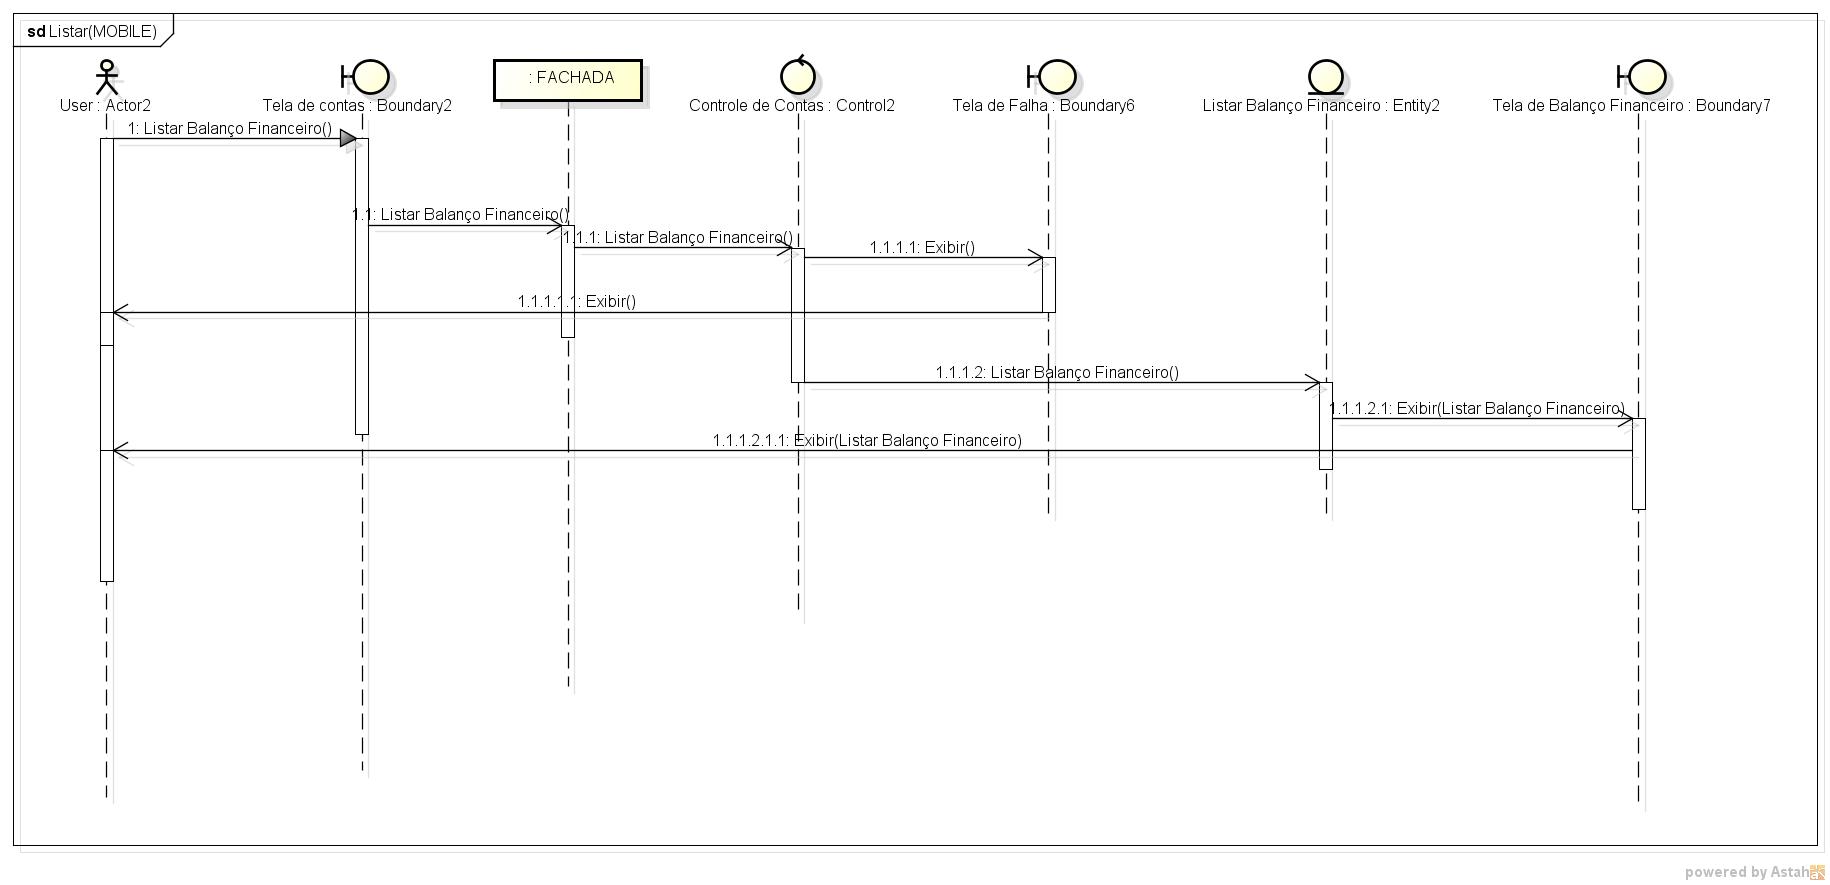 sd Listar(MOBILE)
User : Actor2
Tela de contas : Boundary2
: FACHADA
Controle de Contas : Control2
Tela de Falha : Boundary6
Listar Balanço Financeiro : Entity2
Tela de Balanço Financeiro : Boundary7
1: Listar Balanço Financeiro()
1.1: Listar Balanço Financeiro()
1.1.1: Listar Balanço Financeiro()
1.1.1.1: Exibir()
1.1.1.1.1: Exibir()
1.1.1.2: Listar Balanço Financeiro()
1.1.1.2.1: Exibir(Listar Balanço Financeiro)
1.1.1.2.1.1: Exibir(Listar Balanço Financeiro)
powered by Astah